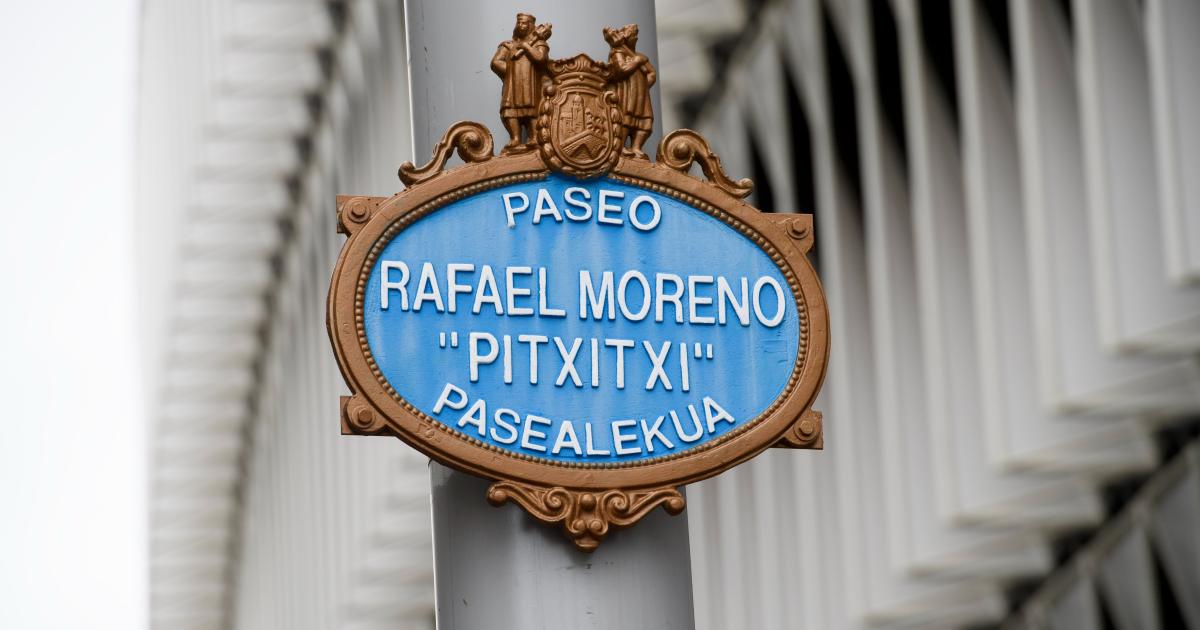 PASEO
RAFAEL MORENO
"PITXITXI"
PASEALEKUA